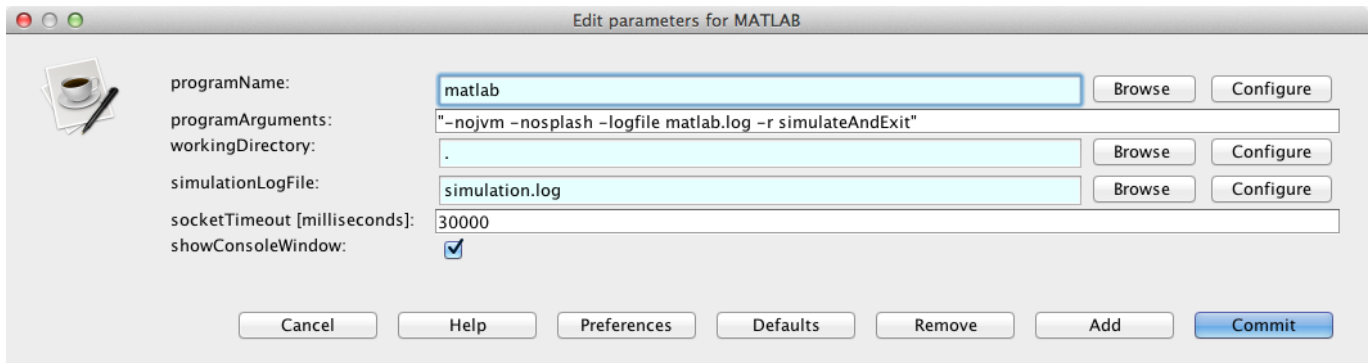 Edit parameters for MATLAB
programName: matlab Browse Configure
programArguments: "-nojvm -nosplash -logfile matlab.log -r simulateAndExit"
workingDirectory: . Browse Configure
simulationLogFile: simulation.log Browse Configure
socketTimeout [milliseconds]: 30000
showConsoleWindow:
Cancel Help Preferences Defaults Remove Add Commit